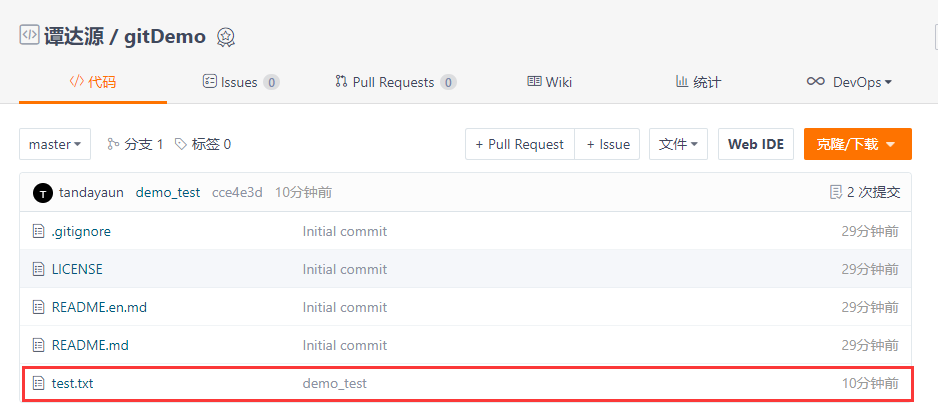 谭达源 / gitDemo
代码 Issues 0 Pull Requests 0 Wiki 统计 DevOps
master 分支 1 标签 0 + Pull Request + Issue 文件 Web IDE 克隆/下载
T tandayaun demo_test cce4e3d 10分钟前 2 次提交
.gitignore Initial commit 29分钟前
LICENSE Initial commit 29分钟前
README.en.md Initial commit 29分钟前
README.md Initial commit 29分钟前
test.txt demo_test 10分钟前